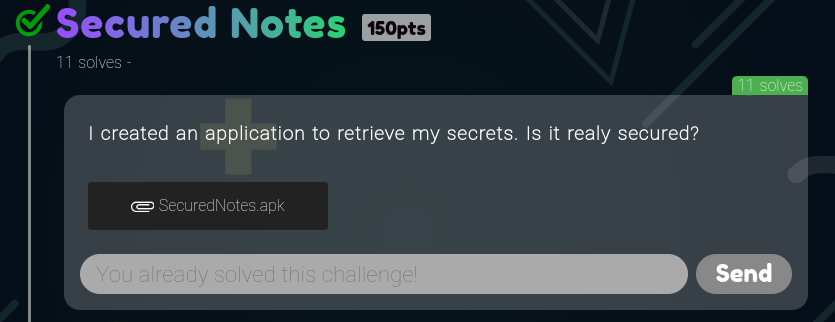 Secured Notes 150pts
11 solves -
11 solves
I created an application to retrieve my secrets. Is it realy secured?
SecuredNotes.apk
You already solved this challenge! Send